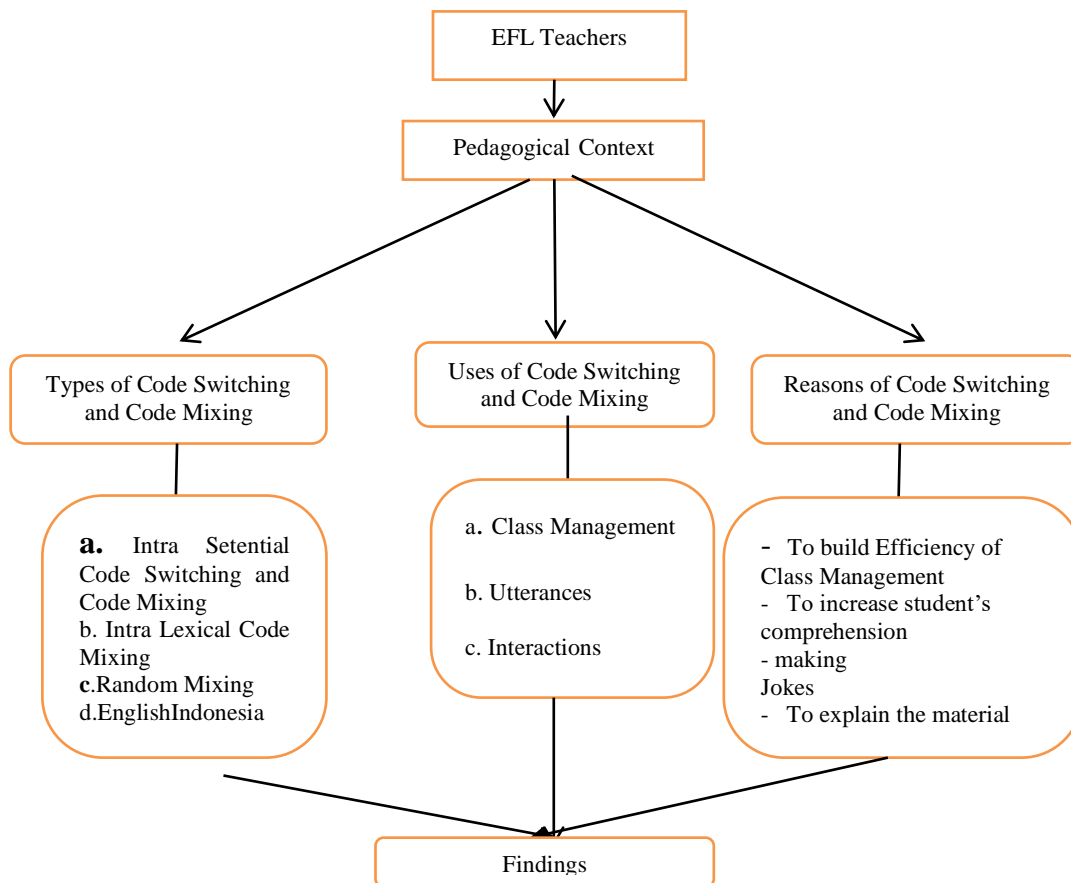 EFL Teachers
Pedagogical Context
Types of Code Switching
and Code Mixing
Uses of Code Switching
and Code Mixing
Reasons of Code Switching
and Code Mixing
a. Intra Setential
Code Switching and
Code Mixing
b. Intra Lexical Code
Mixing
c.Random Mixing
d.EnglishIndonesia
a. Class Management
b. Utterances
c. Interactions
- To build Efficiency of
Class Management
- To increase student’s
comprehension
- making
Jokes
- To explain the material
Findings